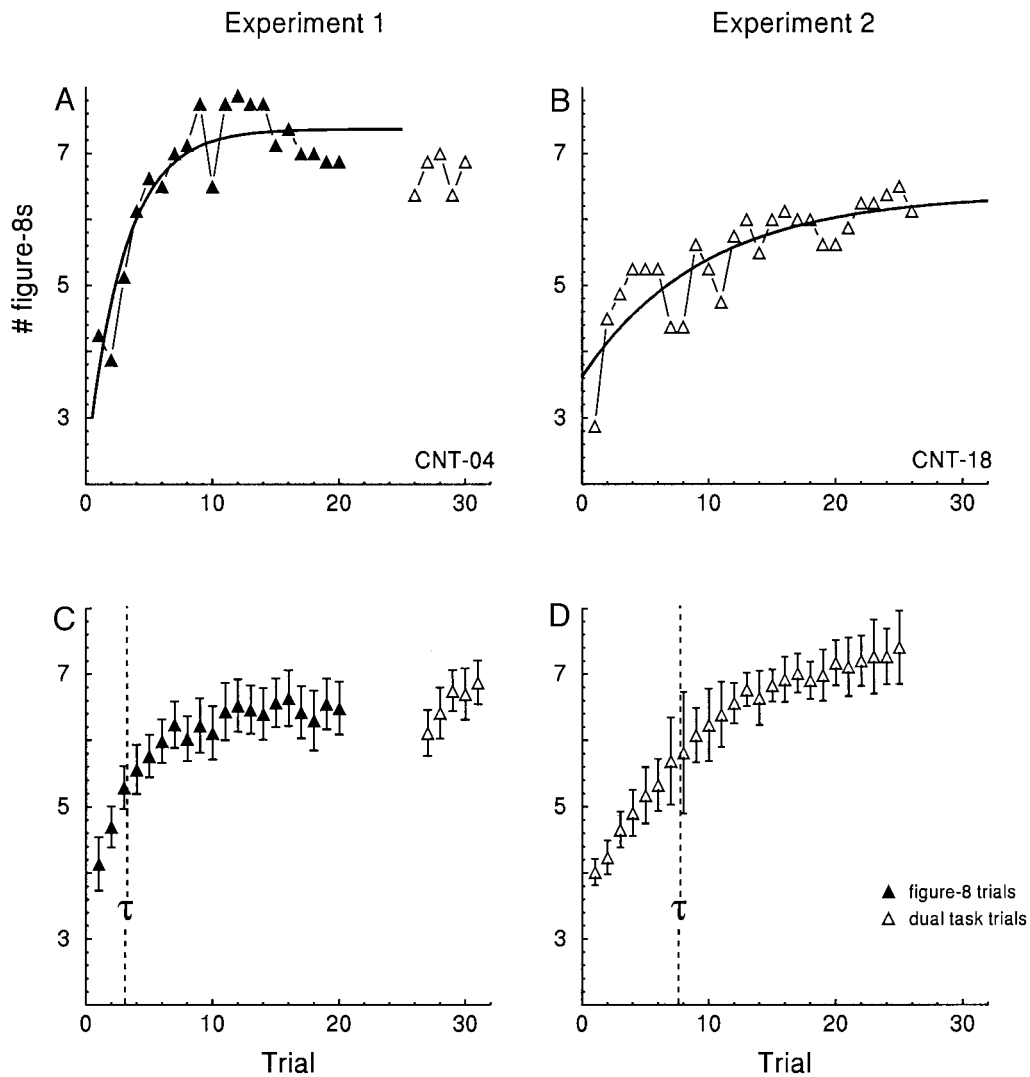 Experiment 1
Experiment 2
A
B
# figure-8s
7
5
3
CNT-04
0 10 20 30
7
5
3
CNT-18
0 10 20 30
C
D
7
5
3
τ
0 10 20 30
Trial
7
5
3
τ
figure-8 trials
dual task trials
0 10 20 30
Trial